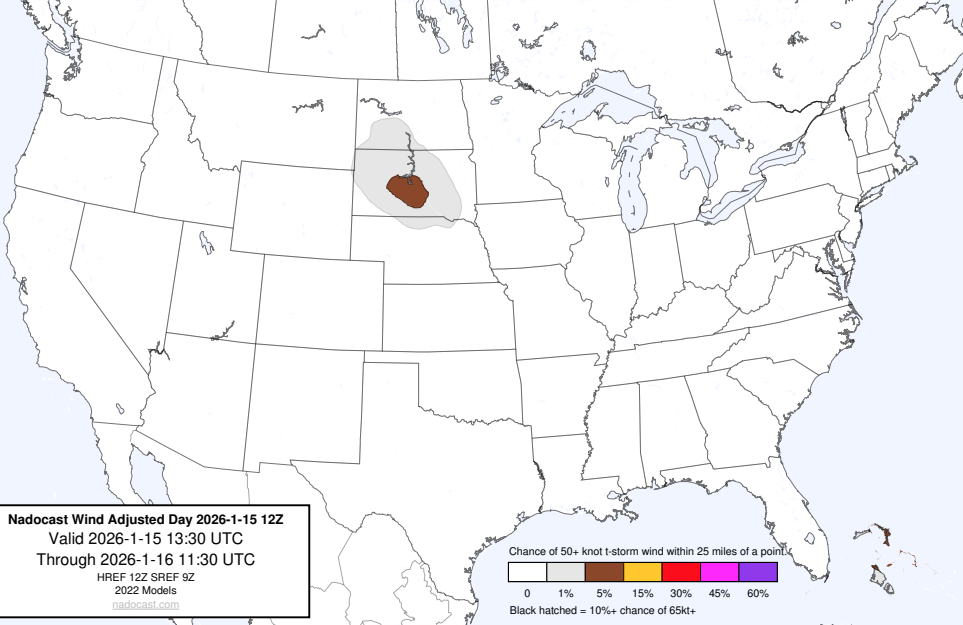 Nadocast Wind Adjusted Day 2026-1-15 12Z
Valid 2026-1-15 13:30 UTC
Through 2026-1-16 11:30 UTC
HREF 12Z SREF 9Z
2022 Models
nadocast.com
Chance of 50+ knot t-storm wind within 25 miles of a point.
0 1% 5% 15% 30% 45% 60%
Black hatched = 10%+ chance of 65kt+